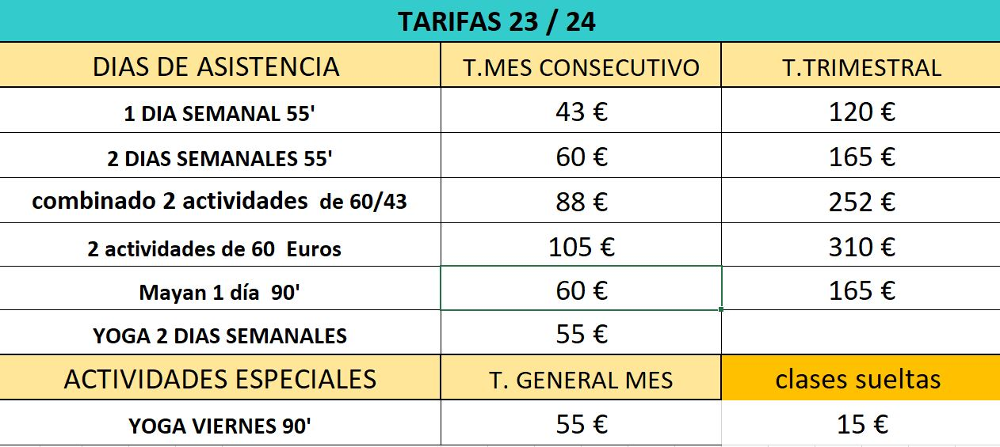 TARIFAS 23 / 24
DIAS DE ASISTENCIA T.MES CONSECUTIVO T.TRIMESTRAL
1 DIA SEMANAL 55' 43 € 120 €
2 DIAS SEMANALES 55' 60 € 165 €
combinado 2 actividades de 60/43 88 € 252 €
2 actividades de 60 Euros 105 € 310 €
Mayan 1 día 90' 60 € 165 €
YOGA 2 DIAS SEMANALES 55 €
ACTIVIDADES ESPECIALES T. GENERAL MES clases sueltas
YOGA VIERNES 90' 55 € 15 €